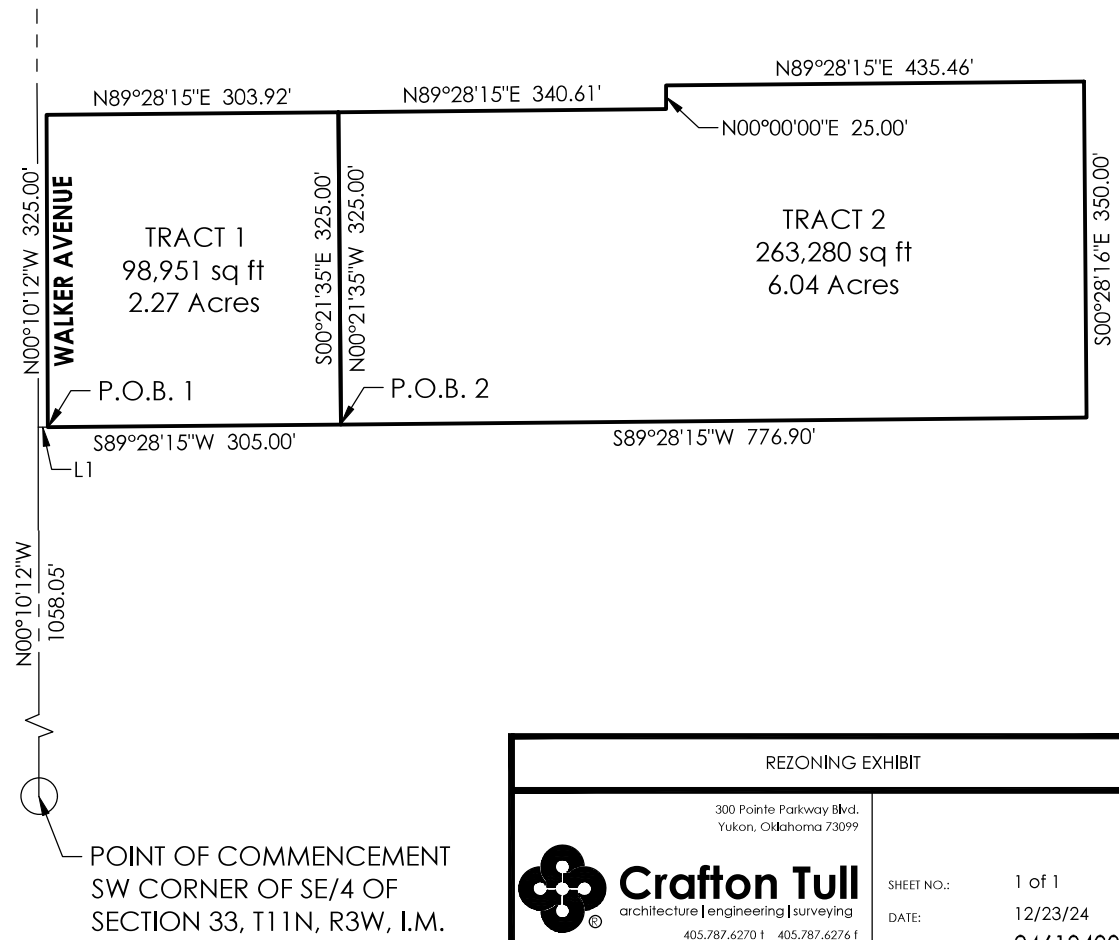 N89°28'15"E 435.46'
N89°28'15"E 303.92'
N89°28'15"E 340.61'
N00°00'00"E 25.00'
N00°10'12"W 325.00'
WALKER AVENUE
TRACT 1
98,951 sq ft
2.27 Acres
S00°21'35"E 325.00'
N00°21'35"W 325.00'
TRACT 2
263,280 sq ft
6.04 Acres
S00°28'16"E 350.00'
P.O.B. 1
P.O.B. 2
S89°28'15"W 305.00'
S89°28'15"W 776.90'
L1
N00°10'12"W
1058.05'
POINT OF COMMENCEMENT
SW CORNER OF SE/4 OF
SECTION 33, T11N, R3W, I.M.
REZONING EXHIBIT
300 Pointe Parkway Blvd.
Yukon, Oklahoma 73099
Crafton Tull
architecture | engineering | surveying
®
405.787.6270 t 405.787.6276 f
SHEET NO.: 1 of 1
DATE: 12/23/24